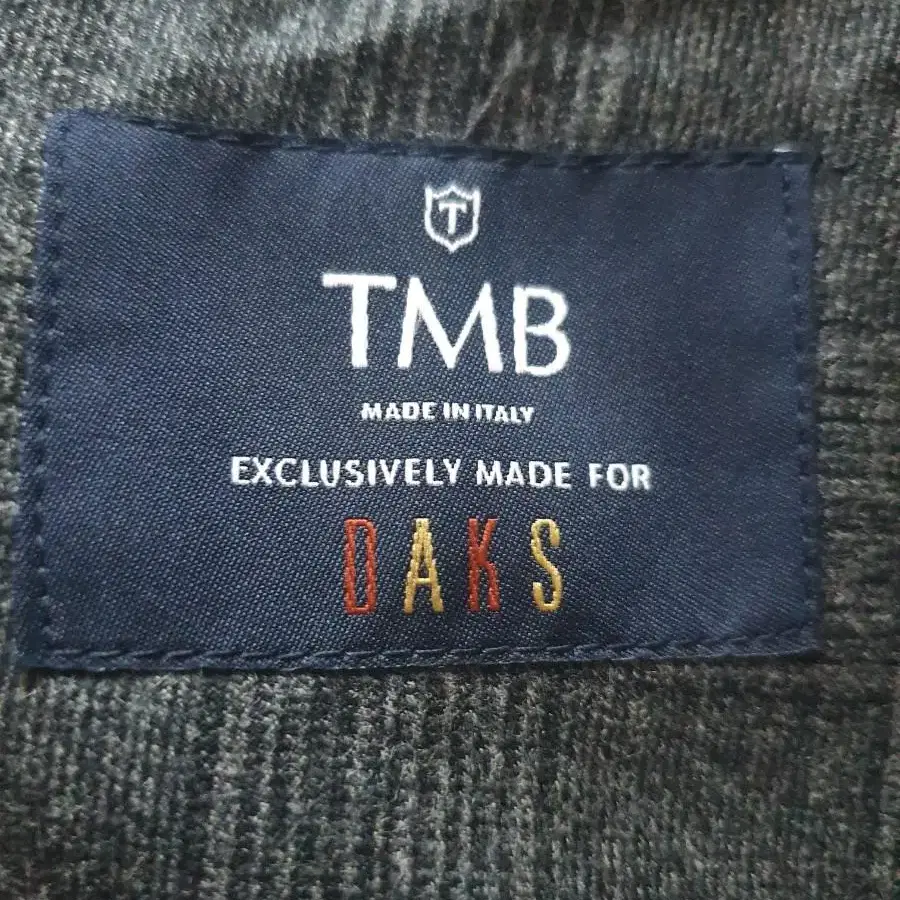 T
TMB
MADE IN ITALY
EXCLUSIVELY MADE FOR
DAKS